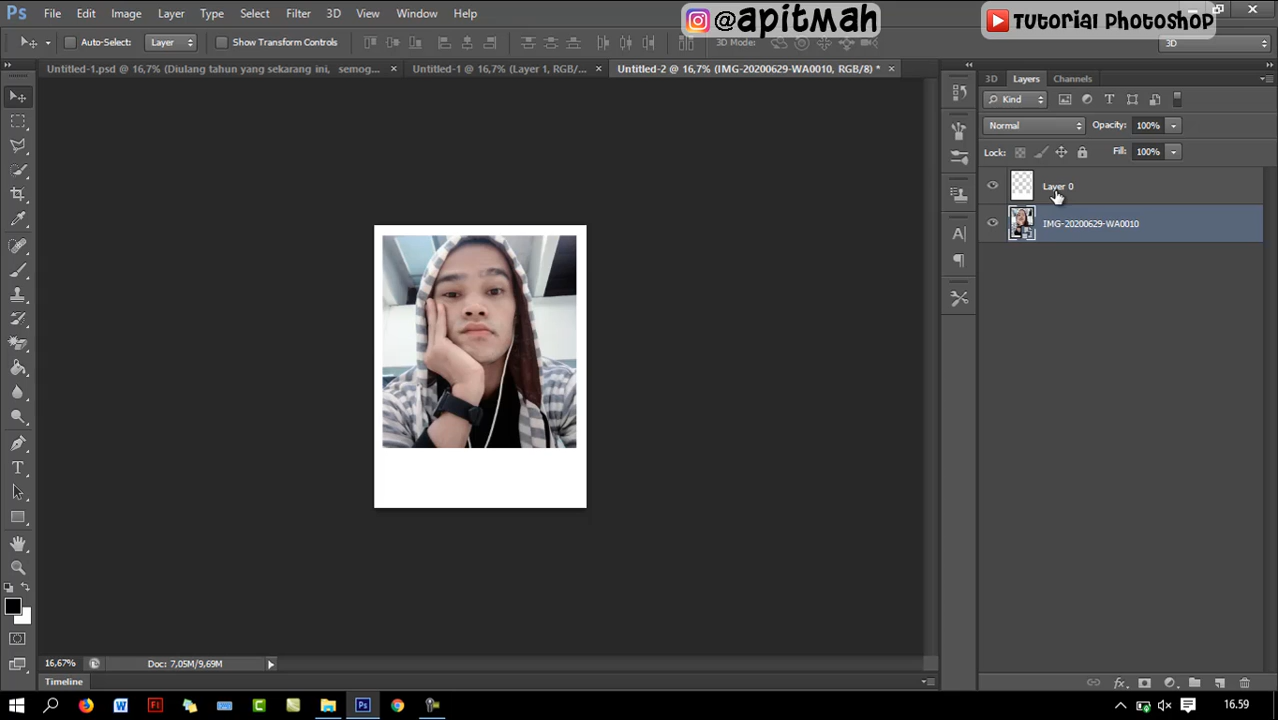 Ps File Edit Image Layer Type Select Filter 3D View Window Help @apitmah Tutorial Photoshop
Auto-Select: Layer Show Transform Controls 3D Mode: 3D
Untitled-1.psd @ 16,7% (Diulang tahun yang sekarang ini, semog... × Untitled-1 @ 16,7% (Layer 1, RGB/... × Untitled-2 @ 16,7% (IMG-20200629-WA0010, RGB/8) * ×
3D Layers Channels
Kind
Normal Opacity: 100%
Lock: Fill: 100%
Layer 0
IMG-20200629-WA0010
16,67% Doc: 7,05M/9,69M
Timeline
16.59